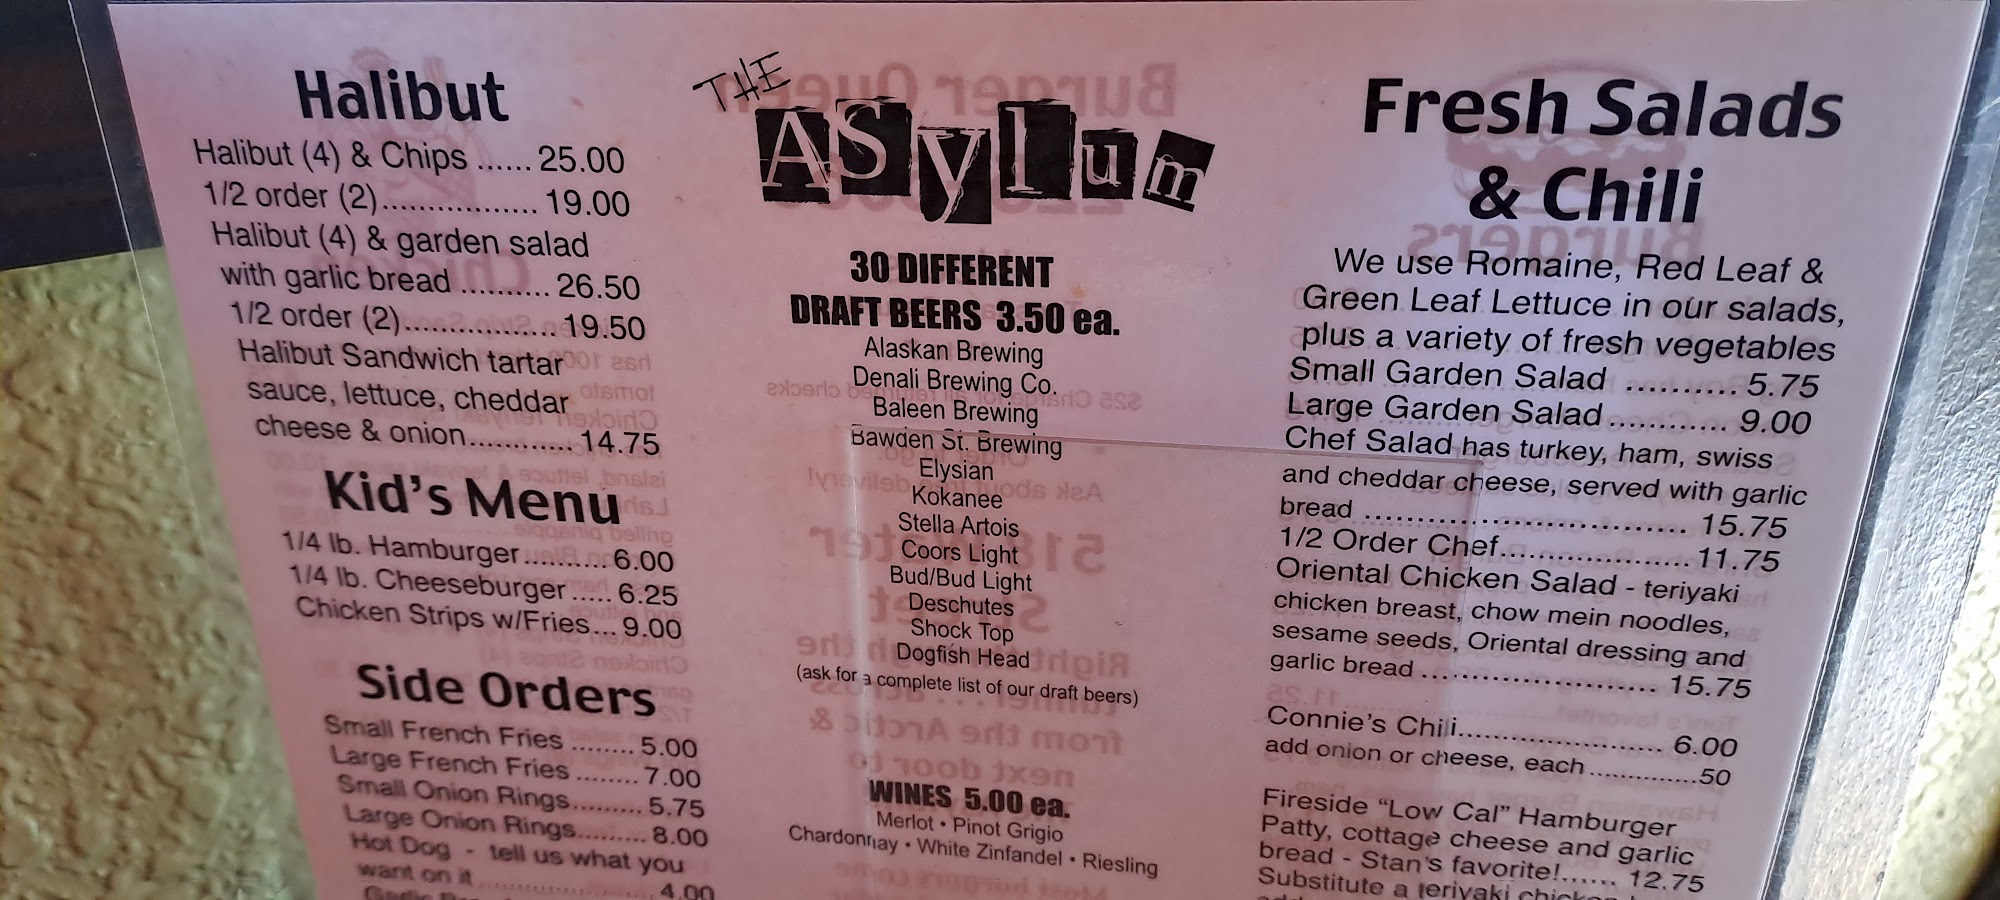 Halibut
Halibut (4) & Chips ...... 25.00
1/2 order (2).................. 19.00
Halibut (4) & garden salad
with garlic bread .......... 26.50
1/2 order (2).................. 19.50
Halibut Sandwich tartar
sauce, lettuce, cheddar
cheese & onion............ 14.75
Kid's Menu
1/4 lb. Hamburger..........6.00
1/4 lb. Cheeseburger ..... 6.25
Chicken Strips w/Fries... 9.00
Side Orders
Small French Fries ........ 5.00
Large French Fries ........ 7.00
Small Onion Rings......... 5.75
Large Onion Rings......... 8.00
Hot Dog - tell us what you
want on it ..................... 4.00
THE
ASylum
30 DIFFERENT
DRAFT BEERS 3.50 ea.
Alaskan Brewing
Denali Brewing Co.
Baleen Brewing
Bawden St. Brewing
Elysian
Kokanee
Stella Artois
Coors Light
Bud/Bud Light
Deschutes
Shock Top
Dogfish Head
(ask for a complete list of our draft beers)
WINES 5.00 ea.
Merlot • Pinot Grigio
Chardonnay • White Zinfandel • Riesling
Fresh Salads
& Chili
We use Romaine, Red Leaf &
Green Leaf Lettuce in our salads,
plus a variety of fresh vegetables
Small Garden Salad .......... 5.75
Large Garden Salad ............ 9.00
Chef Salad has turkey, ham, swiss
and cheddar cheese, served with garlic
bread ................................ 15.75
1/2 Order Chef................... 11.75
Oriental Chicken Salad - teriyaki
chicken breast, chow mein noodles,
sesame seeds, Oriental dressing and
garlic bread ........................ 15.75
Connie's Chili..................... 6.00
add onion or cheese, each..............50
Fireside "Low Cal" Hamburger
Patty, cottage cheese and garlic
bread - Stan's favorite!...... 12.75
Substitute a teriyaki